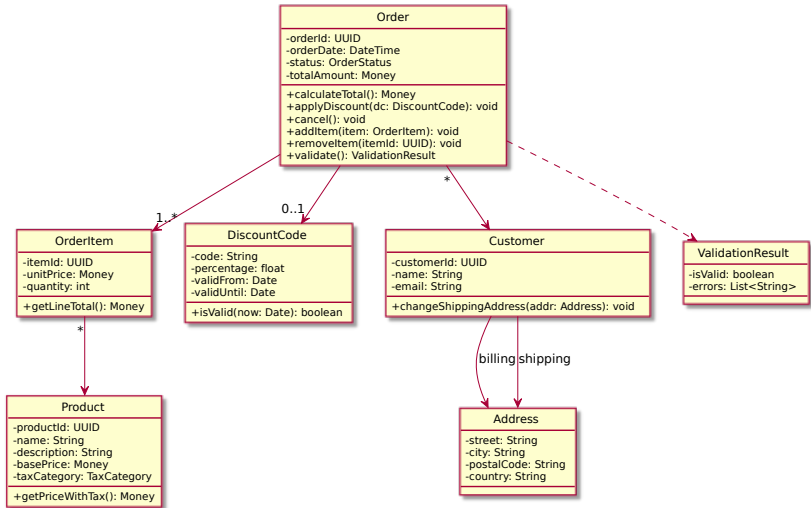 Order
-orderId: UUID
-orderDate: DateTime
-status: OrderStatus
-totalAmount: Money
+calculateTotal(): Money
+applyDiscount(dc: DiscountCode): void
+cancel(): void
+addItem(item: OrderItem): void
+removeItem(itemId: UUID): void
+validate(): ValidationResult
1..*
0..1
*
OrderItem
-itemId: UUID
-unitPrice: Money
-quantity: int
+getLineTotal(): Money
DiscountCode
-code: String
-percentage: float
-validFrom: Date
-validUntil: Date
+isValid(now: Date): boolean
Customer
-customerId: UUID
-name: String
-email: String
+changeShippingAddress(addr: Address): void
ValidationResult
-isValid: boolean
-errors: List<String>
*
billing
shipping
Product
-productId: UUID
-name: String
-description: String
-basePrice: Money
-taxCategory: TaxCategory
+getPriceWithTax(): Money
Address
-street: String
-city: String
-postalCode: String
-country: String